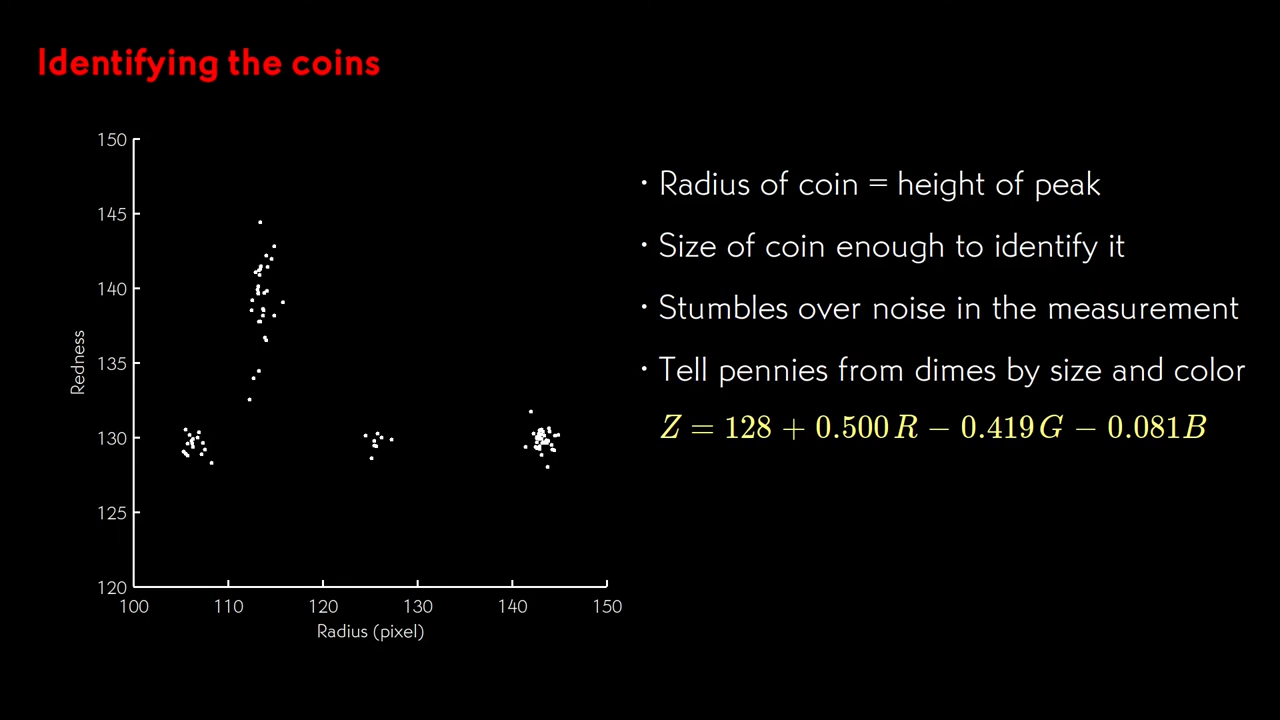 Identifying the coins
150
145
140
135
130
125
120
Redness
100 110 120 130 140 150
Radius (pixel)
· Radius of coin = height of peak
· Size of coin enough to identify it
· Stumbles over noise in the measurement
· Tell pennies from dimes by size and color
Z = 128 + 0.500 R − 0.419 G − 0.081 B